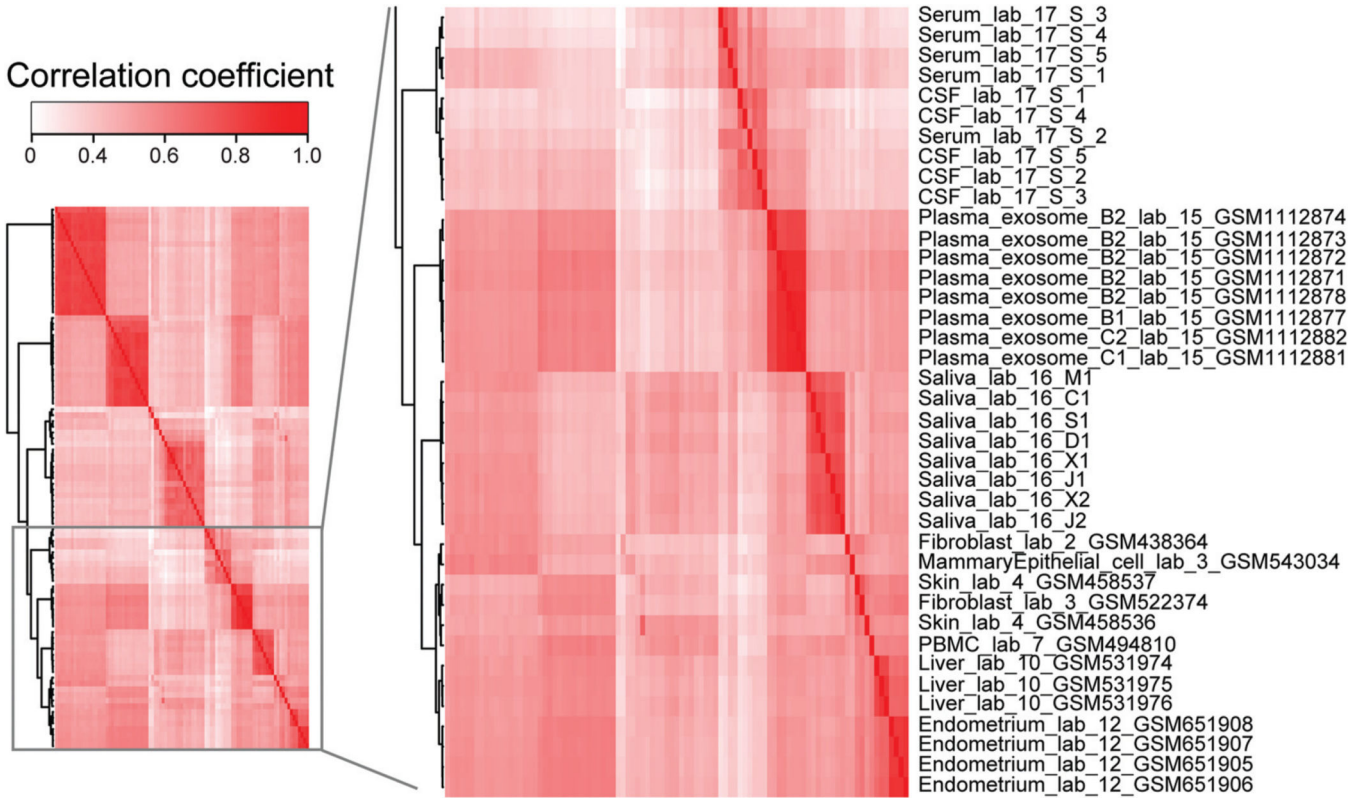 Correlation coefficient
0 0.4 0.6 0.8 1.0
Serum_lab_17_S_3
Serum_lab_17_S_4
Serum_lab_17_S_5
Serum_lab_17_S_1
CSF_lab_17_S_1
CSF_lab_17_S_4
Serum_lab_17_S_2
CSF_lab_17_S_5
CSF_lab_17_S_2
CSF_lab_17_S_3
Plasma_exosome_B2_lab_15_GSM1112874
Plasma_exosome_B2_lab_15_GSM1112873
Plasma_exosome_B2_lab_15_GSM1112872
Plasma_exosome_B2_lab_15_GSM1112871
Plasma_exosome_B2_lab_15_GSM1112878
Plasma_exosome_B1_lab_15_GSM1112877
Plasma_exosome_C2_lab_15_GSM1112882
Plasma_exosome_C1_lab_15_GSM1112881
Saliva_lab_16_M1
Saliva_lab_16_C1
Saliva_lab_16_S1
Saliva_lab_16_D1
Saliva_lab_16_X1
Saliva_lab_16_J1
Saliva_lab_16_X2
Saliva_lab_16_J2
Fibroblast_lab_2_GSM438364
MammaryEpithelial_cell_lab_3_GSM543034
Skin_lab_4_GSM458537
Fibroblast_lab_3_GSM522374
Skin_lab_4_GSM458536
PBMC_lab_7_GSM494810
Liver_lab_10_GSM531974
Liver_lab_10_GSM531975
Liver_lab_10_GSM531976
Endometrium_lab_12_GSM651908
Endometrium_lab_12_GSM651907
Endometrium_lab_12_GSM651905
Endometrium_lab_12_GSM651906